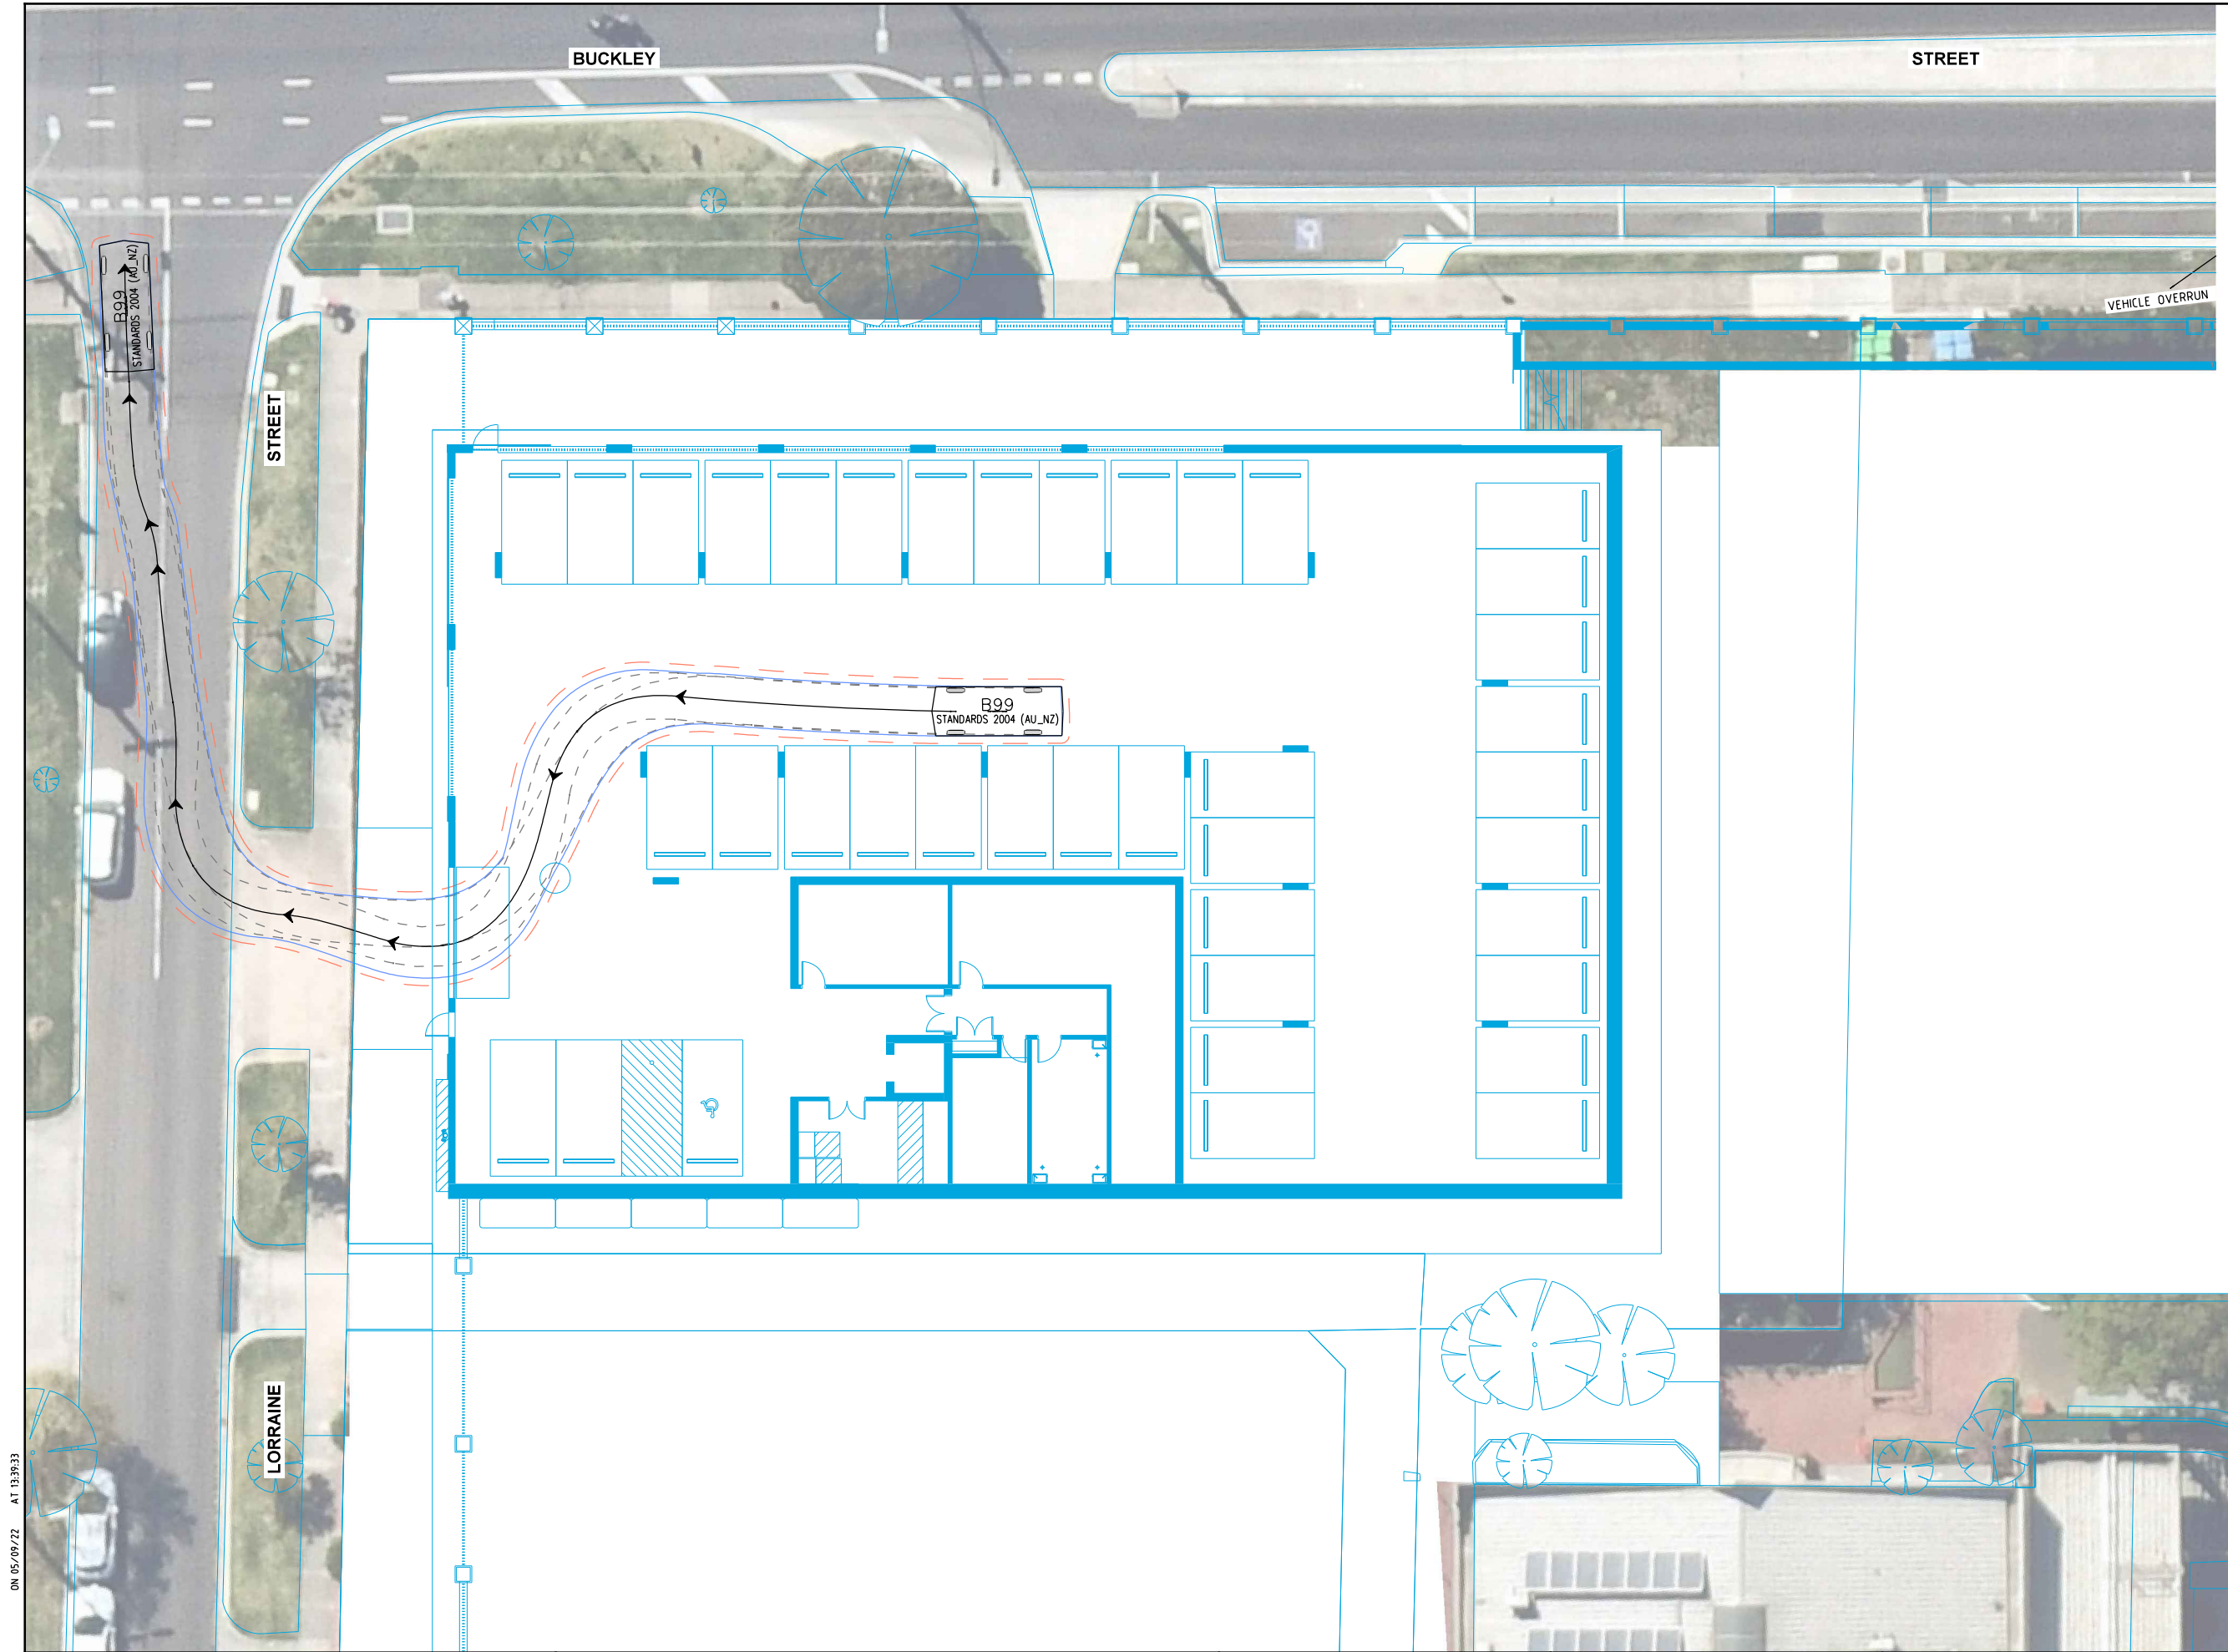 BUCKLEY
STREET
VEHICLE OVERRUN
B99
STANDARDS 2004 (AU_NZ)
STREET
B99
STANDARDS 2004 (AU_NZ)
LORRAINE
ON 05/09/22 AT 13:39:33